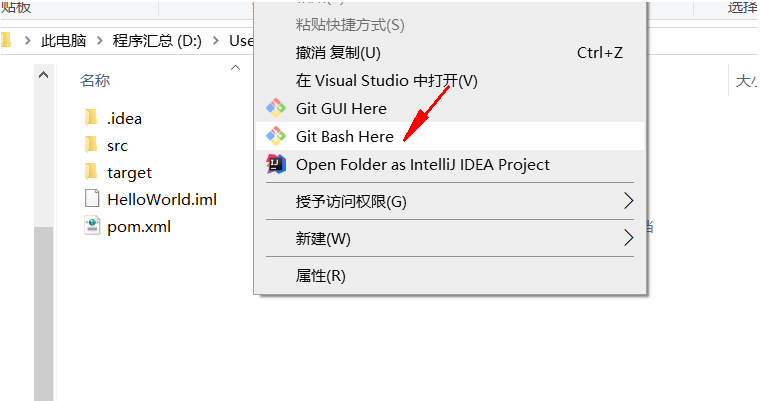 贴板
选择
此电脑 程序汇总 (D:) Use
名称
大小
.idea
src
target
HelloWorld.iml
pom.xml
粘贴快捷方式(S)
撤消 复制(U) Ctrl+Z
在 Visual Studio 中打开(V)
Git GUI Here
Git Bash Here
Open Folder as IntelliJ IDEA Project
授予访问权限(G)
新建(W)
属性(R)